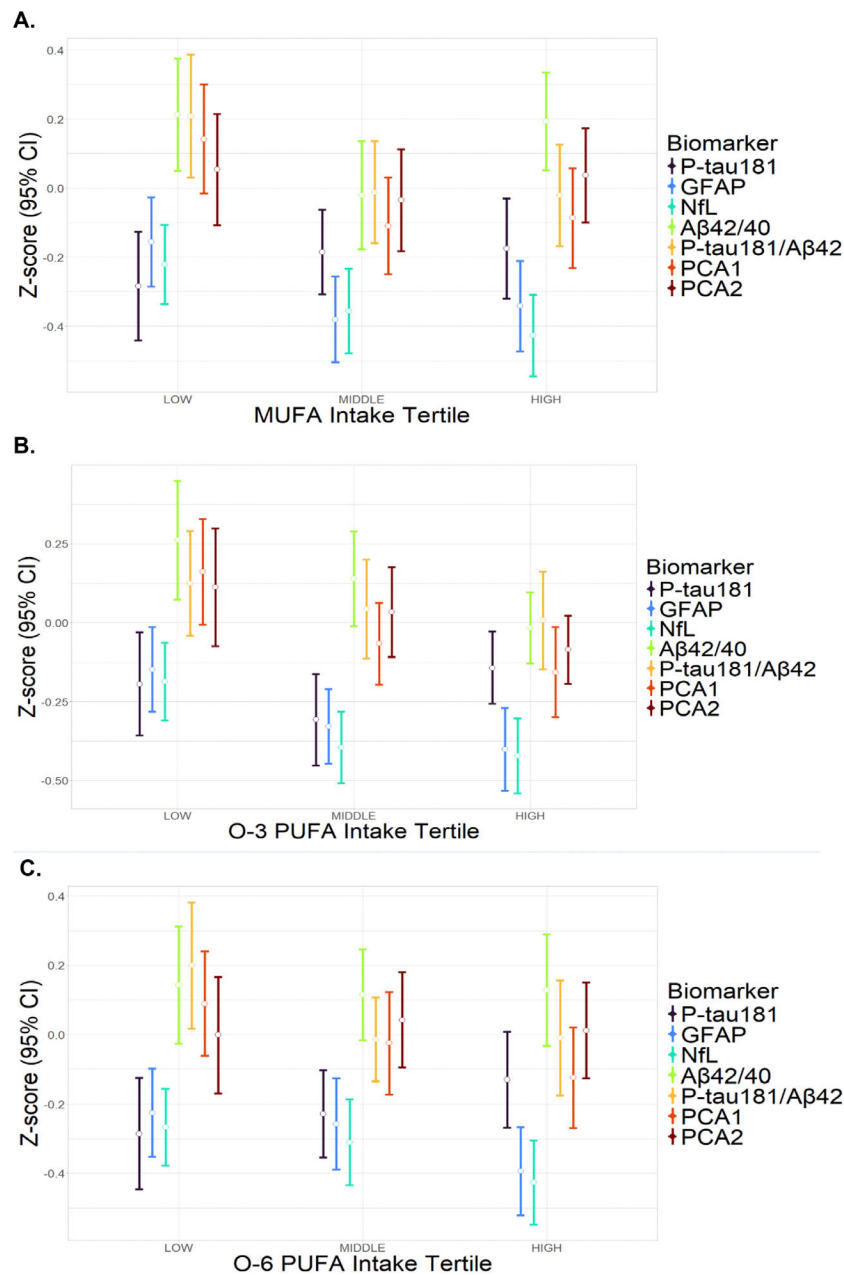 A.
Z-score (95% CI)
0.4
0.2
0.0
-0.2
-0.4
LOW MIDDLE HIGH
MUFA Intake Tertile
Biomarker
P-tau181
GFAP
NfL
Aβ42/40
P-tau181/Aβ42
PCA1
PCA2
B.
Z-score (95% CI)
0.25
0.00
-0.25
-0.50
LOW MIDDLE HIGH
O-3 PUFA Intake Tertile
Biomarker
P-tau181
GFAP
NfL
Aβ42/40
P-tau181/Aβ42
PCA1
PCA2
C.
Z-score (95% CI)
0.4
0.2
0.0
-0.2
-0.4
LOW MIDDLE HIGH
O-6 PUFA Intake Tertile
Biomarker
P-tau181
GFAP
NfL
Aβ42/40
P-tau181/Aβ42
PCA1
PCA2